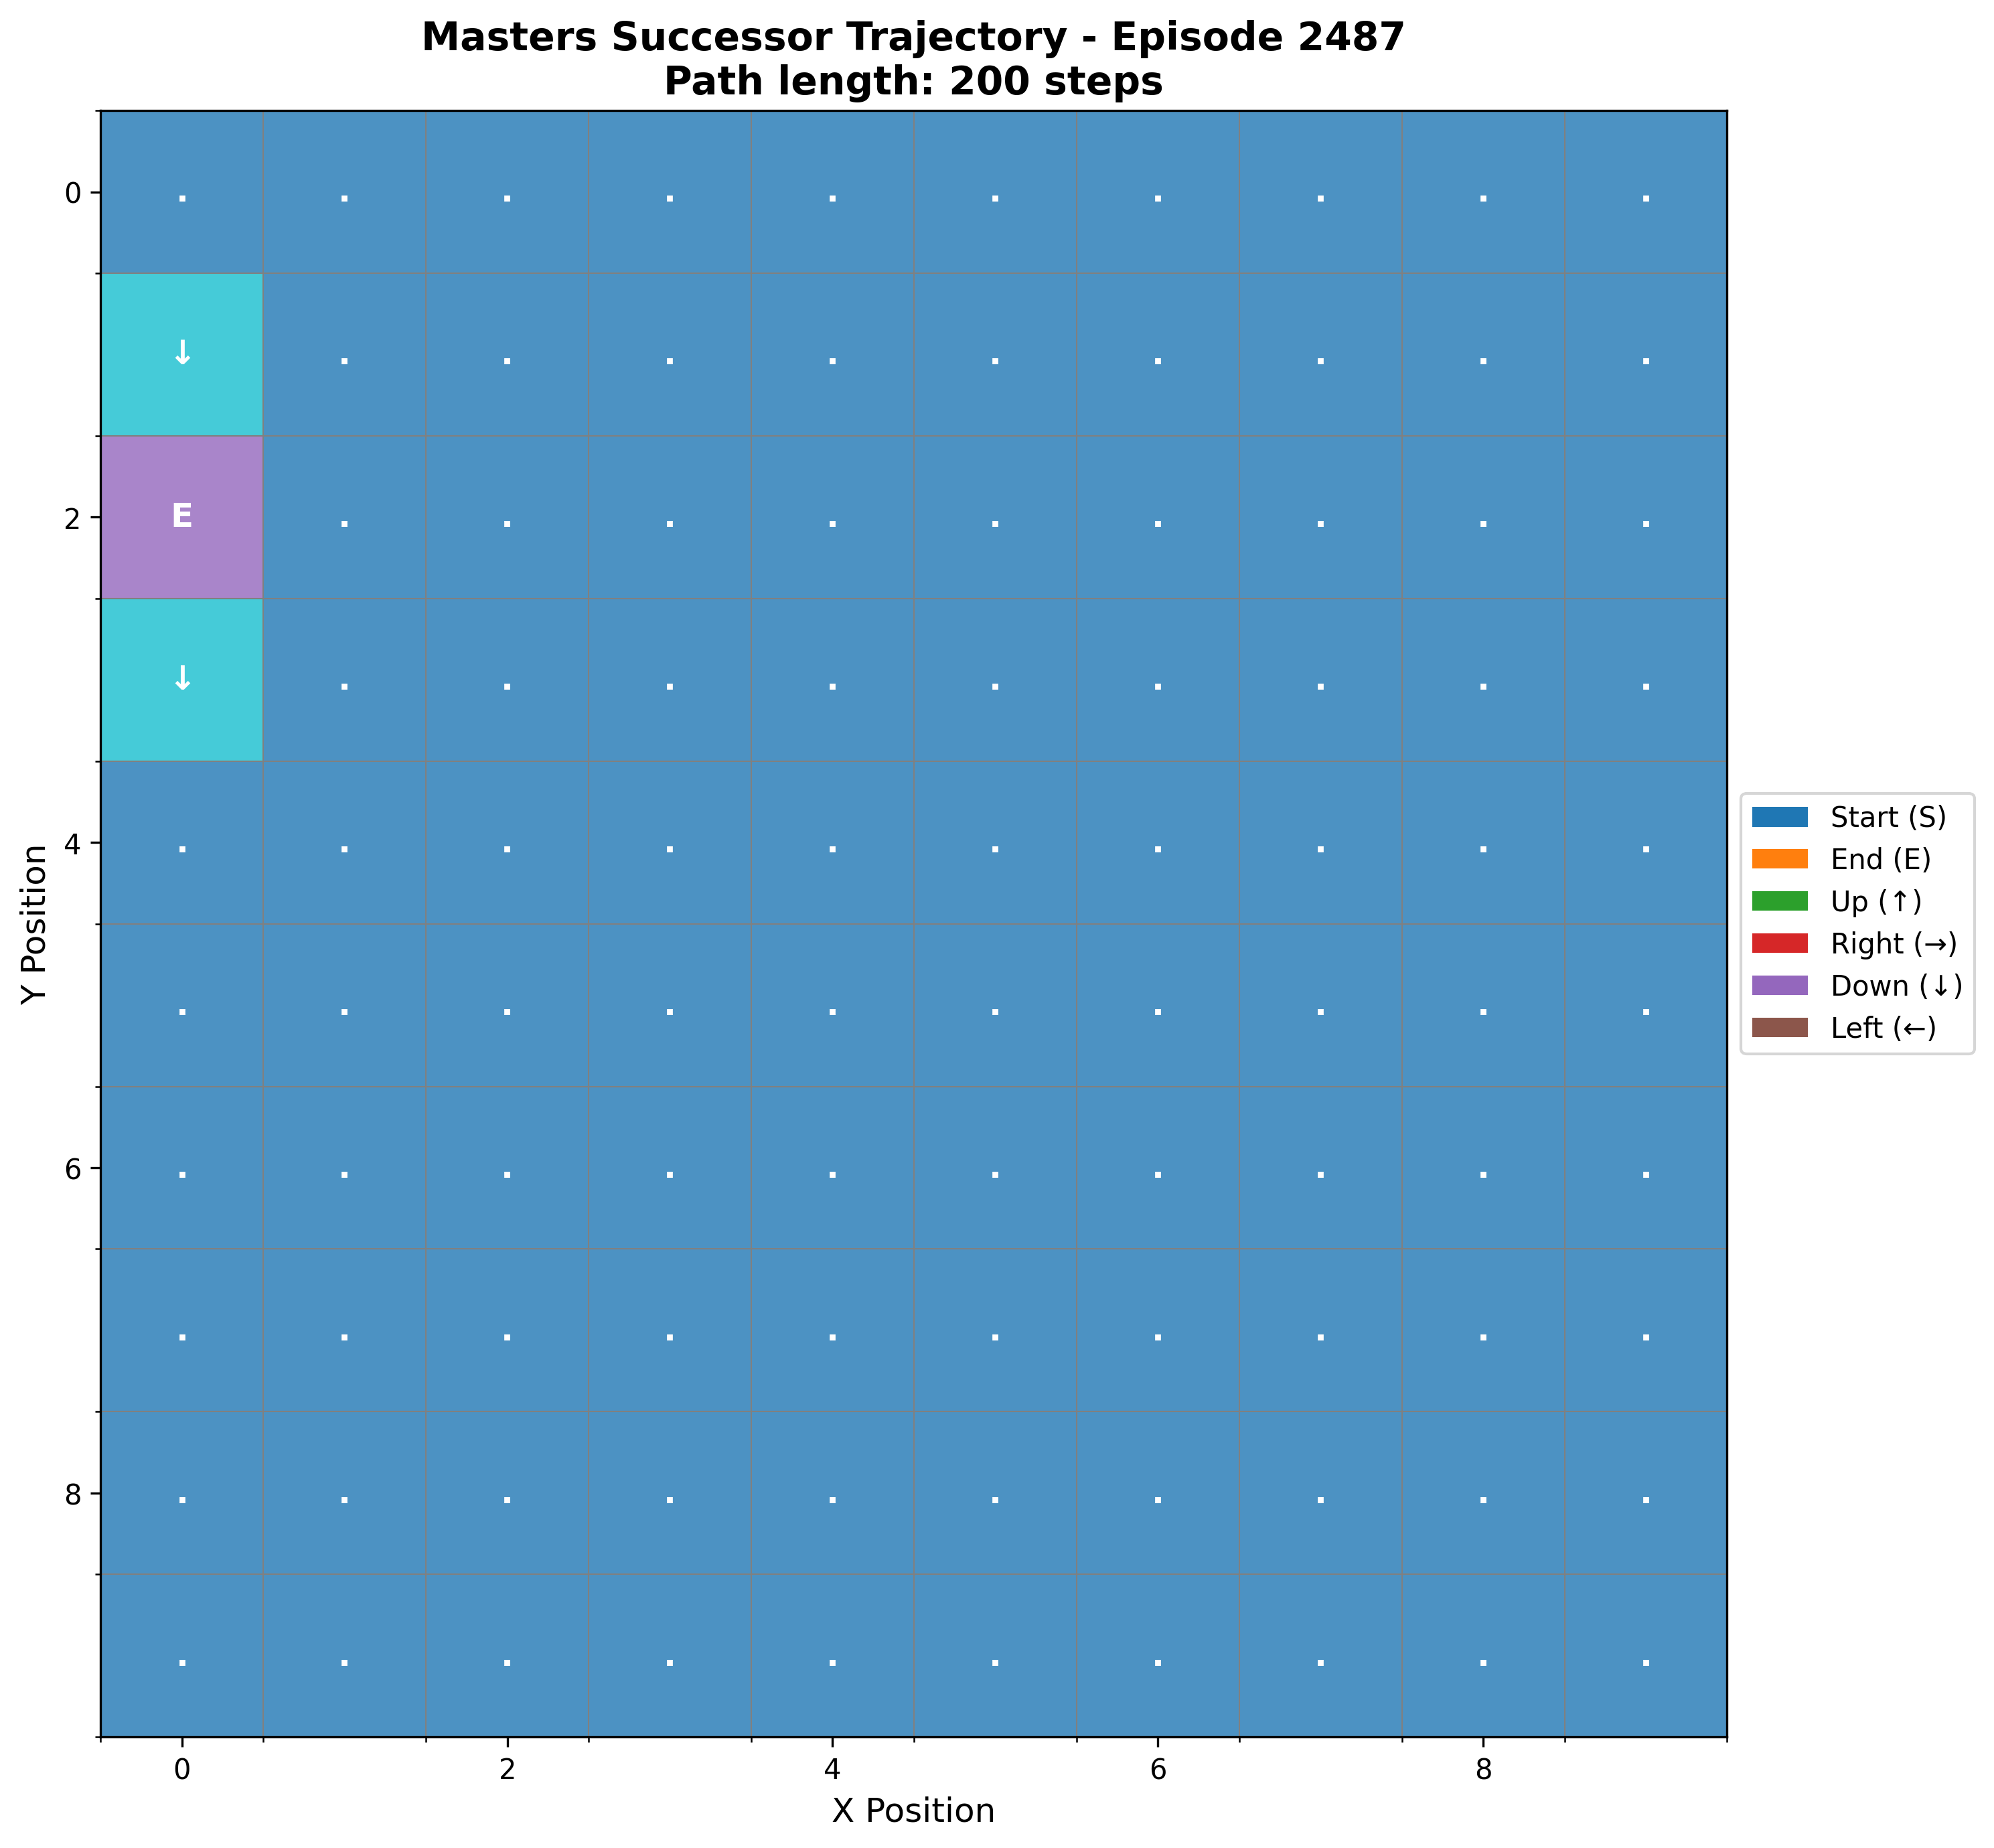 Masters Successor Trajectory - Episode 2487
Path length: 200 steps
0
↓
2
E
↓
4
6
8
Y Position
0 2 4 6 8
X Position
Start (S)
End (E)
Up (↑)
Right (→)
Down (↓)
Left (←)